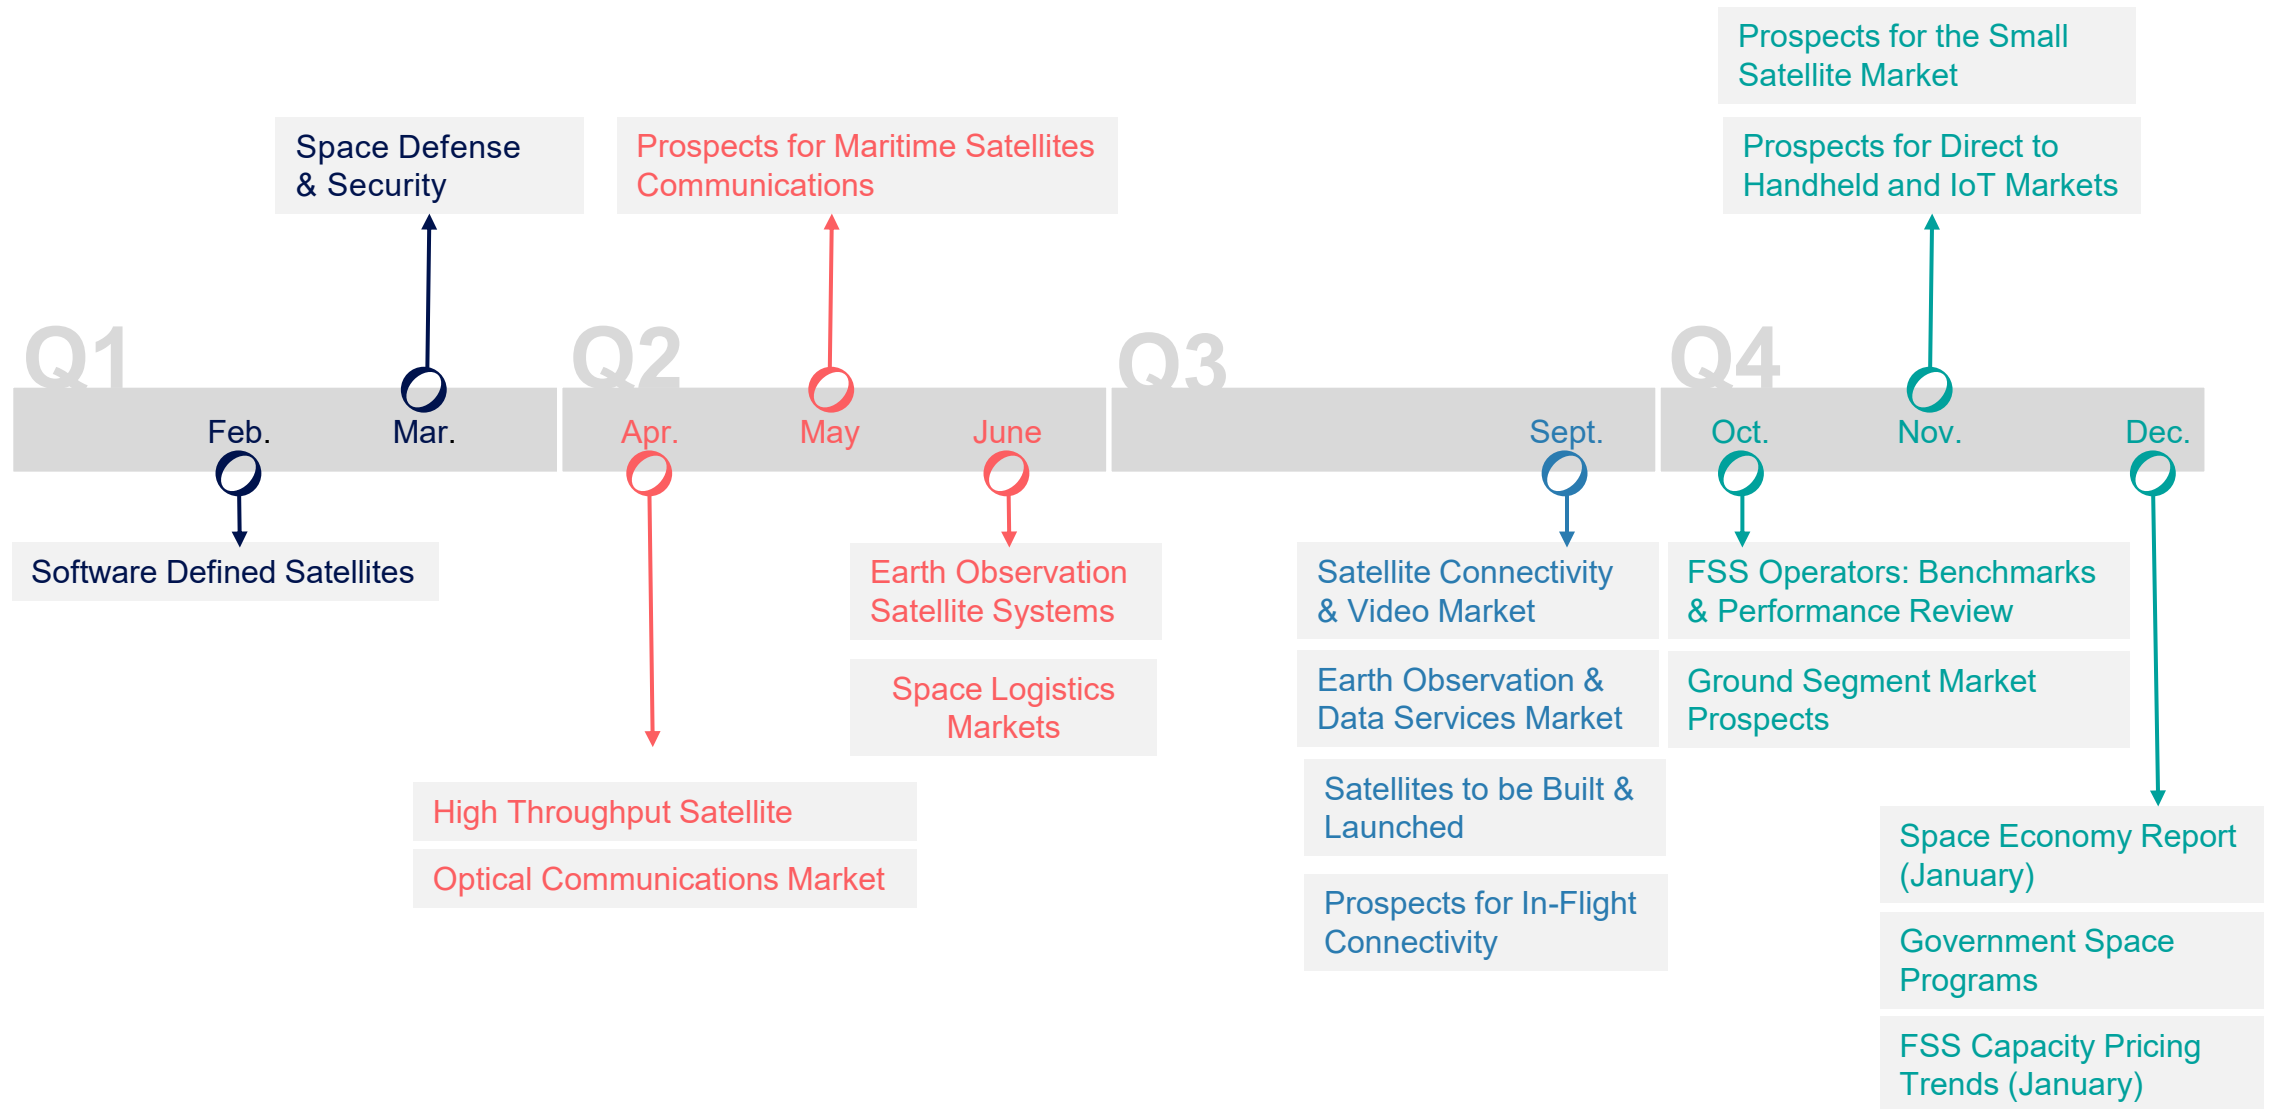 Prospects for the Small
Satellite Market
Space Defense
& Security
Prospects for Maritime Satellites
Communications
Prospects for Direct to
Handheld and IoT Markets
Q1
Q2
Q3
Q4
Feb.
Mar.
Apr.
May
June
Sept.
Oct.
Nov.
Dec.
Software Defined Satellites
High Throughput Satellite
Optical Communications Market
Earth Observation
Satellite Systems
Space Logistics
Markets
Satellite Connectivity
& Video Market
Earth Observation &
Data Services Market
Satellites to be Built &
Launched
Prospects for In-Flight
Connectivity
FSS Operators: Benchmarks
& Performance Review
Ground Segment Market
Prospects
Space Economy Report
(January)
Government Space
Programs
FSS Capacity Pricing
Trends (January)